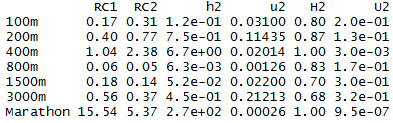 RC1 RC2 h2 u2 H2 U2
100m 0.17 0.31 1.2e-01 0.03100 0.80 2.0e-01
200m 0.40 0.77 7.5e-01 0.11435 0.87 1.3e-01
400m 1.04 2.38 6.7e+00 0.02014 1.00 3.0e-03
800m 0.06 0.05 6.3e-03 0.00126 0.83 1.7e-01
1500m 0.18 0.14 5.2e-02 0.02200 0.70 3.0e-01
3000m 0.56 0.37 4.5e-01 0.21213 0.68 3.2e-01
Marathon 15.54 5.37 2.7e+02 0.00026 1.00 9.5e-07